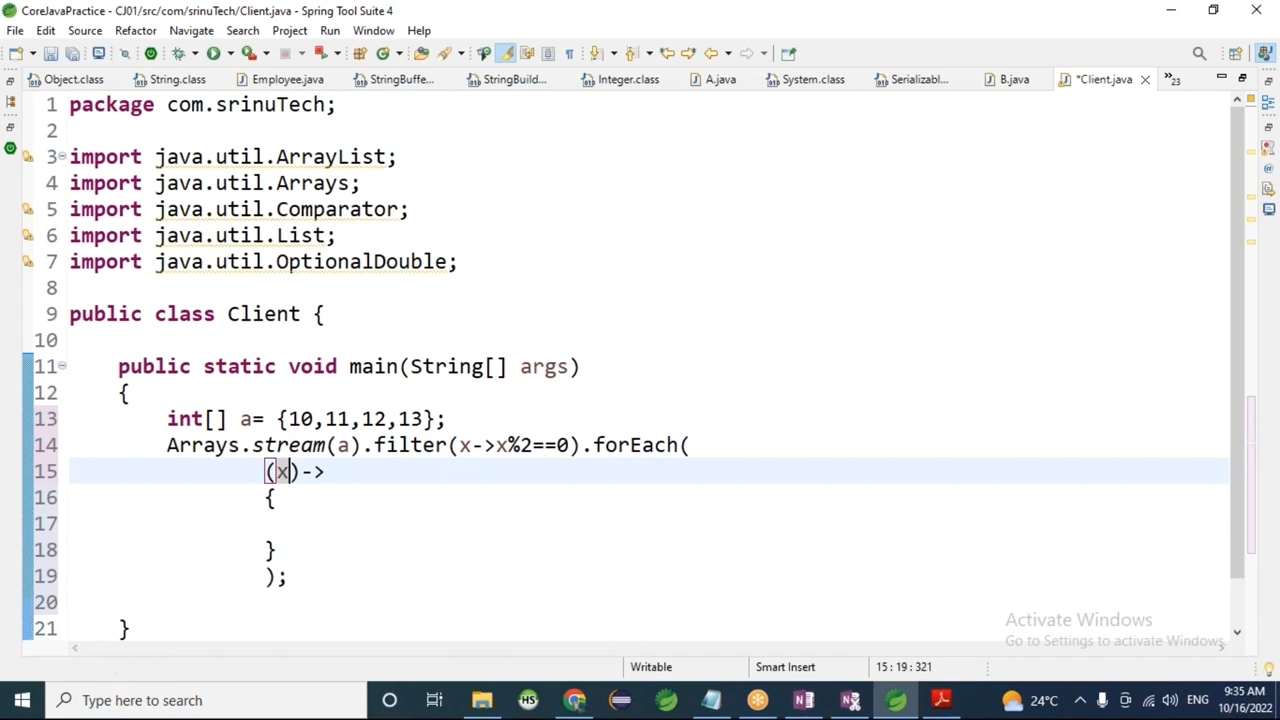 CoreJavaPractice - CJ01/src/com/srinuTech/Client.java - Spring Tool Suite 4
File Edit Source Refactor Navigate Search Project Run Window Help
Object.class String.class Employee.java StringBuffe... StringBuild... Integer.class A.java System.class Serializabl... B.java *Client.java »23
1 package com.srinuTech;
2
3 import java.util.ArrayList;
4 import java.util.Arrays;
5 import java.util.Comparator;
6 import java.util.List;
7 import java.util.OptionalDouble;
8
9 public class Client {
10
11 public static void main(String[] args)
12 {
13 int[] a= {10,11,12,13};
14 Arrays.stream(a).filter(x->x%2==0).forEach(
15 (x)->
16 {
17
18 }
19 );
20
21 }
Activate Windows
Go to Settings to activate Windows.
Writable Smart Insert 15 : 19 : 321
Type here to search
24°C ENG
9:35 AM
10/16/2022